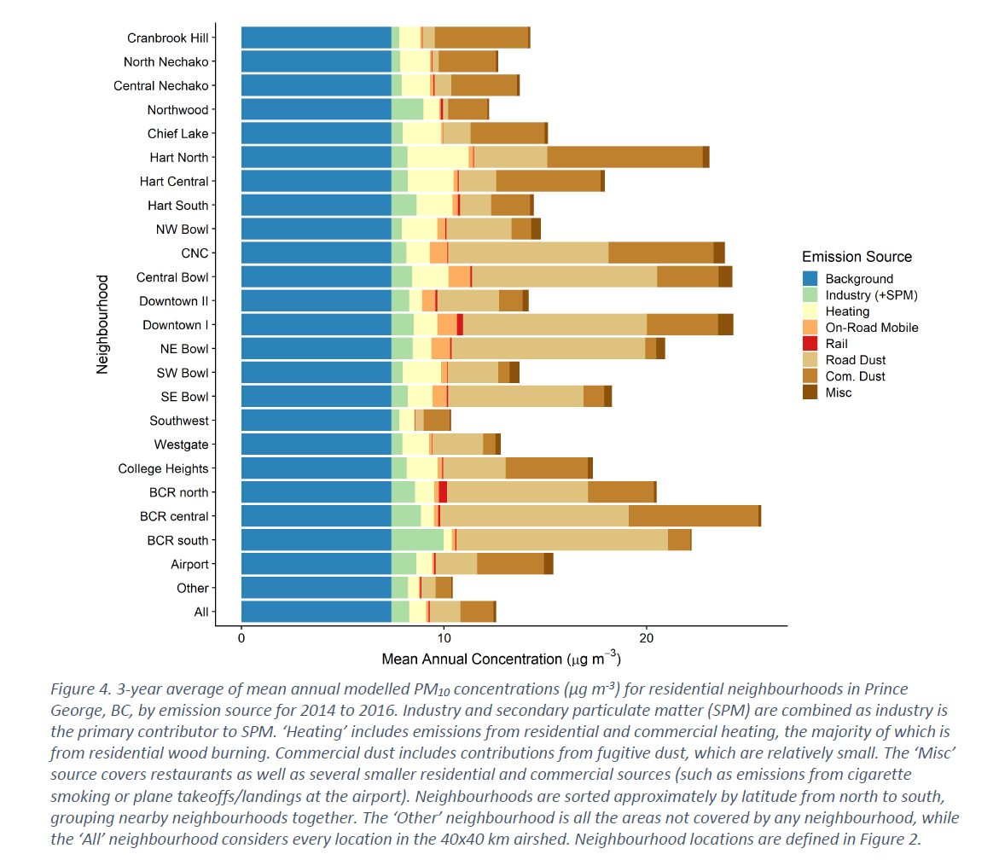 Cranbrook Hill
North Nechako
Central Nechako
Northwood
Chief Lake
Hart North
Hart Central
Hart South
NW Bowl
CNC
Central Bowl
Downtown II
Downtown I
NE Bowl
SW Bowl
SE Bowl
Southwest
Westgate
College Heights
BCR north
BCR central
BCR south
Airport
Other
All
Neighbourhood
0 10 20
Mean Annual Concentration (μg m⁻³)
Emission Source
Background
Industry (+SPM)
Heating
On-Road Mobile
Rail
Road Dust
Com. Dust
Misc
Figure 4. 3-year average of mean annual modelled PM₁₀ concentrations (μg m⁻³) for residential neighbourhoods in Prince
George, BC, by emission source for 2014 to 2016. Industry and secondary particulate matter (SPM) are combined as industry is
the primary contributor to SPM. ‘Heating’ includes emissions from residential and commercial heating, the majority of which is
from residential wood burning. Commercial dust includes contributions from fugitive dust, which are relatively small. The ‘Misc’
source covers restaurants as well as several smaller residential and commercial sources (such as emissions from cigarette
smoking or plane takeoffs/landings at the airport). Neighbourhoods are sorted approximately by latitude from north to south,
grouping nearby neighbourhoods together. The ‘Other’ neighbourhood is all the areas not covered by any neighbourhood, while
the ‘All’ neighbourhood considers every location in the 40x40 km airshed. Neighbourhood locations are defined in Figure 2.